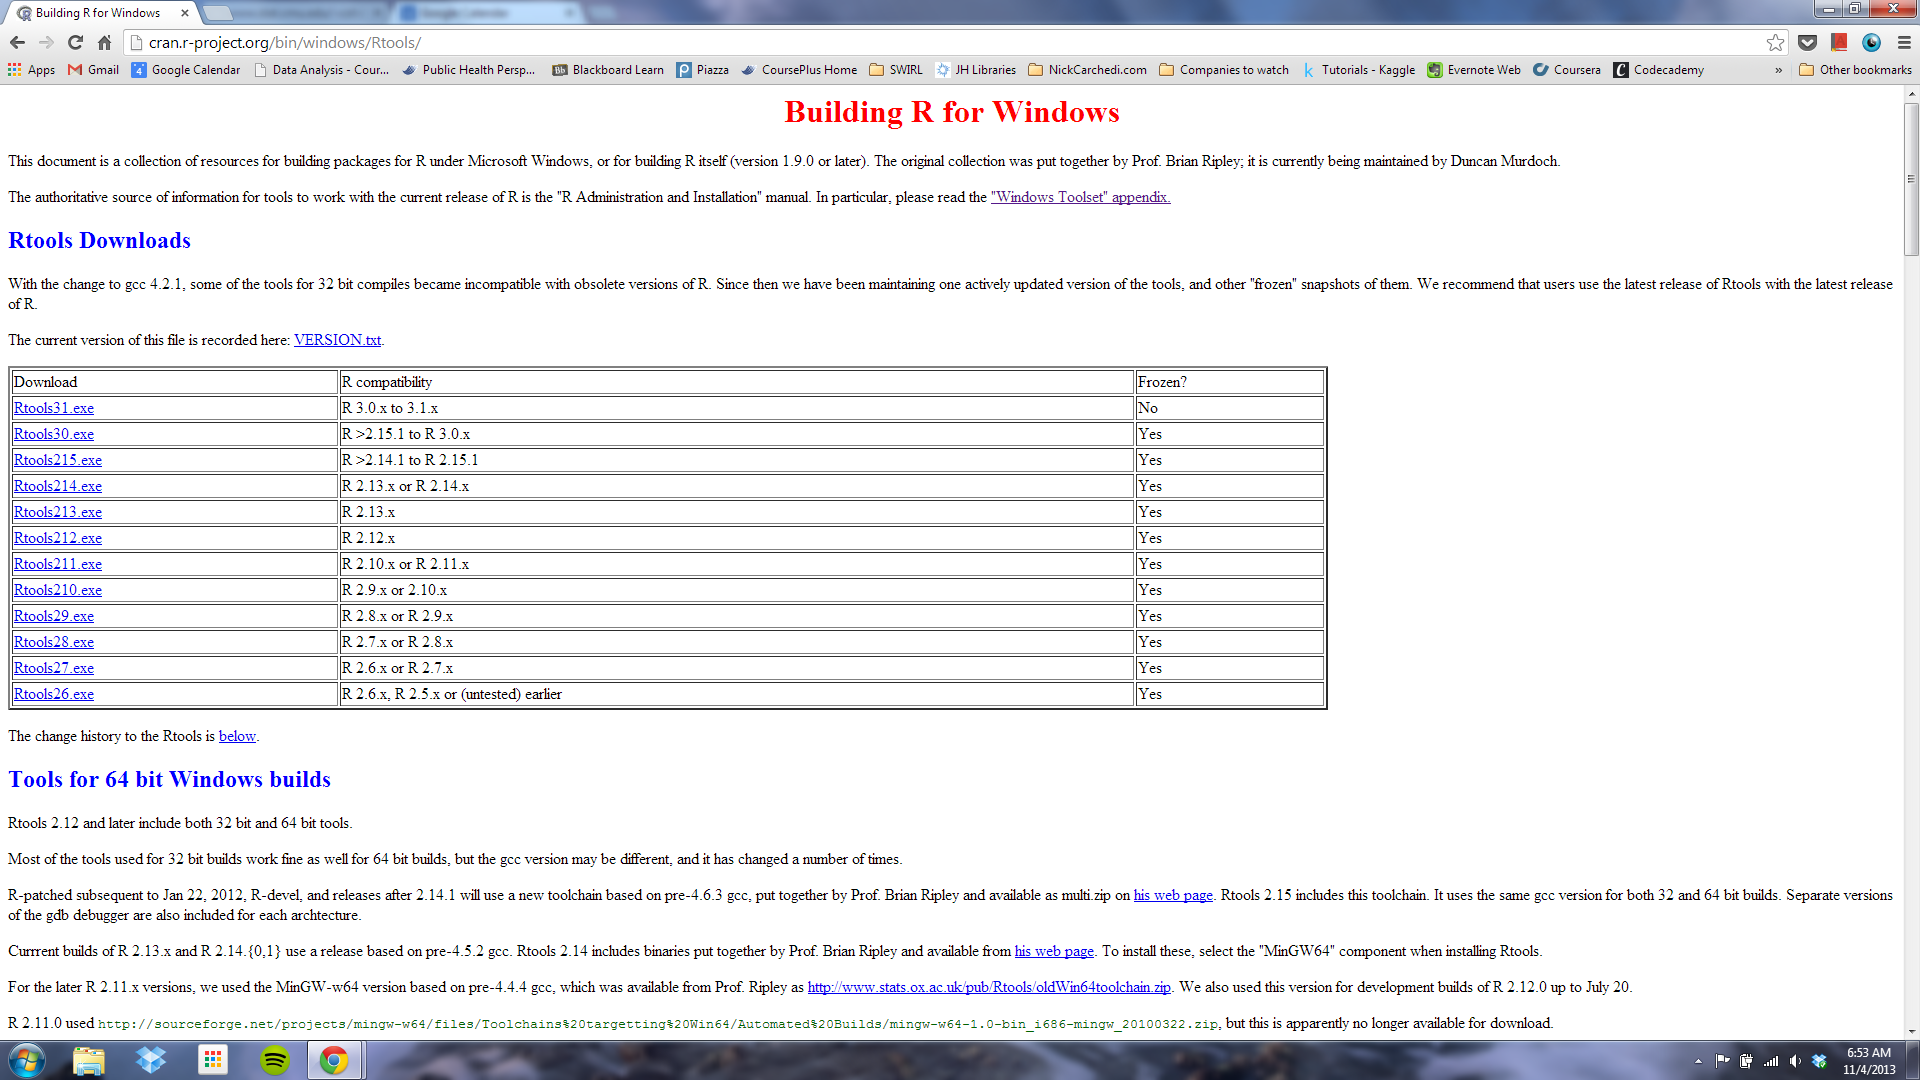 Building R for Windows
Google Calendar
cran.r-project.org/bin/windows/Rtools/
Apps Gmail 4 Google Calendar Data Analysis - Cour... Public Health Persp... Bb Blackboard Learn Piazza CoursePlus Home SWIRL JH Libraries NickCarchedi.com Companies to watch k Tutorials - Kaggle Evernote Web Coursera C Codecademy » Other bookmarks
Building R for Windows
This document is a collection of resources for building packages for R under Microsoft Windows, or for building R itself (version 1.9.0 or later). The original collection was put together by Prof. Brian Ripley; it is currently being maintained by Duncan Murdoch.
The authoritative source of information for tools to work with the current release of R is the "R Administration and Installation" manual. In particular, please read the "Windows Toolset" appendix.
Rtools Downloads
With the change to gcc 4.2.1, some of the tools for 32 bit compiles became incompatible with obsolete versions of R. Since then we have been maintaining one actively updated version of the tools, and other "frozen" snapshots of them. We recommend that users use the latest release of Rtools with the latest release
of R.
The current version of this file is recorded here: VERSION.txt.
Download R compatibility Frozen?
Rtools31.exe R 3.0.x to 3.1.x No
Rtools30.exe R >2.15.1 to R 3.0.x Yes
Rtools215.exe R >2.14.1 to R 2.15.1 Yes
Rtools214.exe R 2.13.x or R 2.14.x Yes
Rtools213.exe R 2.13.x Yes
Rtools212.exe R 2.12.x Yes
Rtools211.exe R 2.10.x or R 2.11.x Yes
Rtools210.exe R 2.9.x or 2.10.x Yes
Rtools29.exe R 2.8.x or R 2.9.x Yes
Rtools28.exe R 2.7.x or R 2.8.x Yes
Rtools27.exe R 2.6.x or R 2.7.x Yes
Rtools26.exe R 2.6.x, R 2.5.x or (untested) earlier Yes
The change history to the Rtools is below.
Tools for 64 bit Windows builds
Rtools 2.12 and later include both 32 bit and 64 bit tools.
Most of the tools used for 32 bit builds work fine as well for 64 bit builds, but the gcc version may be different, and it has changed a number of times.
R-patched subsequent to Jan 22, 2012, R-devel, and releases after 2.14.1 will use a new toolchain based on pre-4.6.3 gcc, put together by Prof. Brian Ripley and available as multi.zip on his web page. Rtools 2.15 includes this toolchain. It uses the same gcc version for both 32 and 64 bit builds. Separate versions
of the gdb debugger are also included for each archtecture.
Currrent builds of R 2.13.x and R 2.14.{0,1} use a release based on pre-4.5.2 gcc. Rtools 2.14 includes binaries put together by Prof. Brian Ripley and available from his web page. To install these, select the "MinGW64" component when installing Rtools.
For the later R 2.11.x versions, we used the MinGW-w64 version based on pre-4.4.4 gcc, which was available from Prof. Ripley as http://www.stats.ox.ac.uk/pub/Rtools/oldWin64toolchain.zip. We also used this version for development builds of R 2.12.0 up to July 20.
R 2.11.0 used http://sourceforge.net/projects/mingw-w64/files/Toolchains%20targetting%20Win64/Automated%20Builds/mingw-w64-1.0-bin_i686-mingw_20100322.zip, but this is apparently no longer available for download.
6:53 AM
11/4/2013